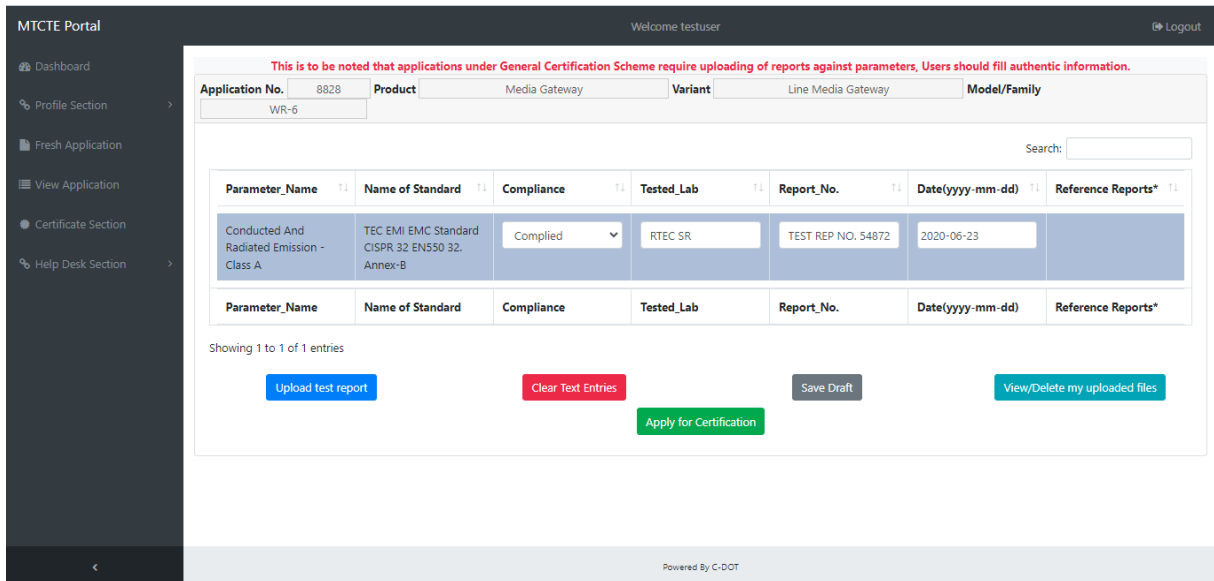 MTCTE Portal
Welcome testuser
Logout
Dashboard
Profile Section
Fresh Application
View Application
Certificate Section
Help Desk Section
This is to be noted that applications under General Certification Scheme require uploading of reports against parameters, Users should fill authentic information.
Application No. 8828 Product Media Gateway Variant Line Media Gateway Model/Family
WR-6
Search:
Parameter_Name Name of Standard Compliance Tested_Lab Report_No. Date(yyyy-mm-dd) Reference Reports*
Conducted And
Radiated Emission -
Class A
TEC EMI EMC Standard
CISPR 32 EN550 32.
Annex-B
Complied
RTEC SR
TEST REP NO. 54872
2020-06-23
Parameter_Name Name of Standard Compliance Tested_Lab Report_No. Date(yyyy-mm-dd) Reference Reports*
Showing 1 to 1 of 1 entries
Upload test report
Clear Text Entries
Save Draft
View/Delete my uploaded files
Apply for Certification
Powered By C-DOT